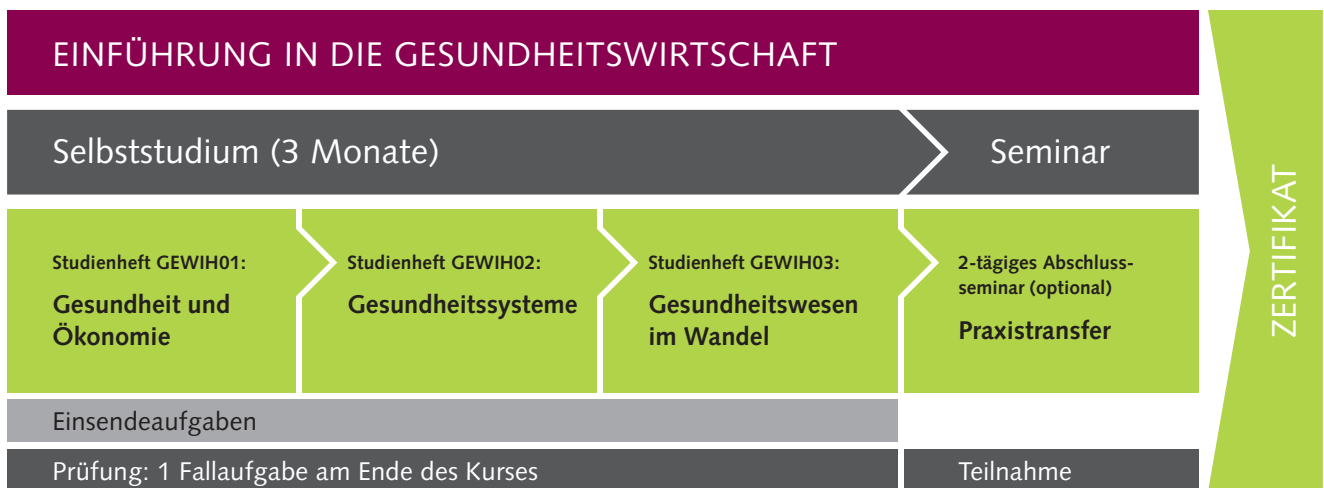 EINFÜHRUNG IN DIE GESUNDHEITSWIRTSCHAFT
Selbststudium (3 Monate)
Seminar
Studienheft GEWIH01:
Gesundheit und
Ökonomie
Studienheft GEWIH02:
Gesundheitssysteme
Studienheft GEWIH03:
Gesundheitswesen
im Wandel
2-tägiges Abschluss-
seminar (optional)
Praxistransfer
Einsendeaufgaben
Prüfung: 1 Fallaufgabe am Ende des Kurses
Teilnahme
ZERTIFIKAT